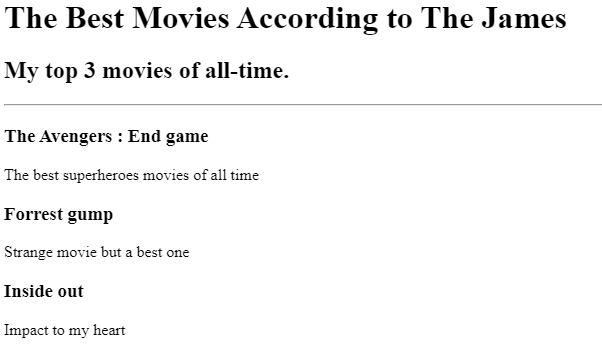 The Best Movies According to The James
My top 3 movies of all-time.
The Avengers : End game
The best superheroes movies of all time
Forrest gump
Strange movie but a best one
Inside out
Impact to my heart